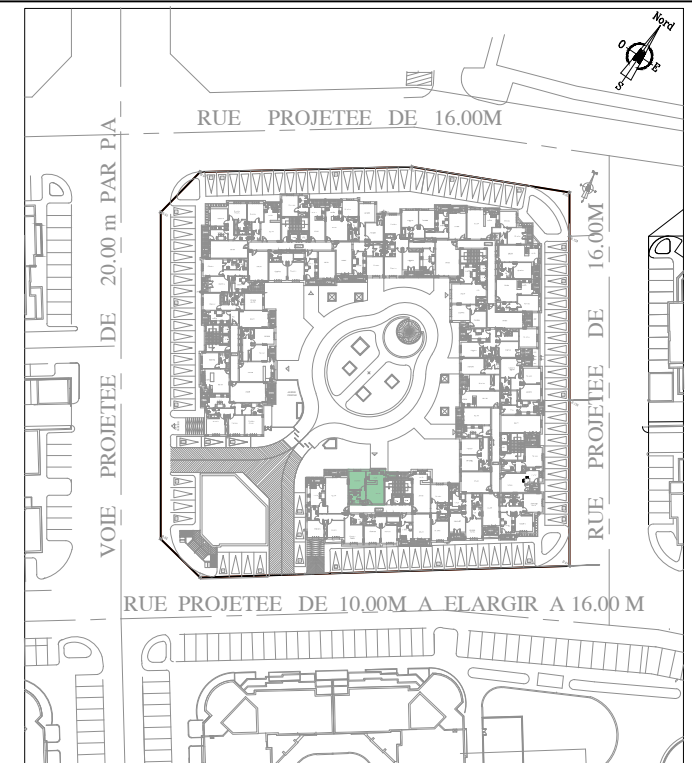 Nord
O
E
S
RUE PROJETEE DE 16.00M
VOIE PROJETEE DE 20,00 m PAR P.A
RUE PROJETEE DE 16.00M
RUE PROJETEE DE 10.00M A ELARGIR A 16.00 M